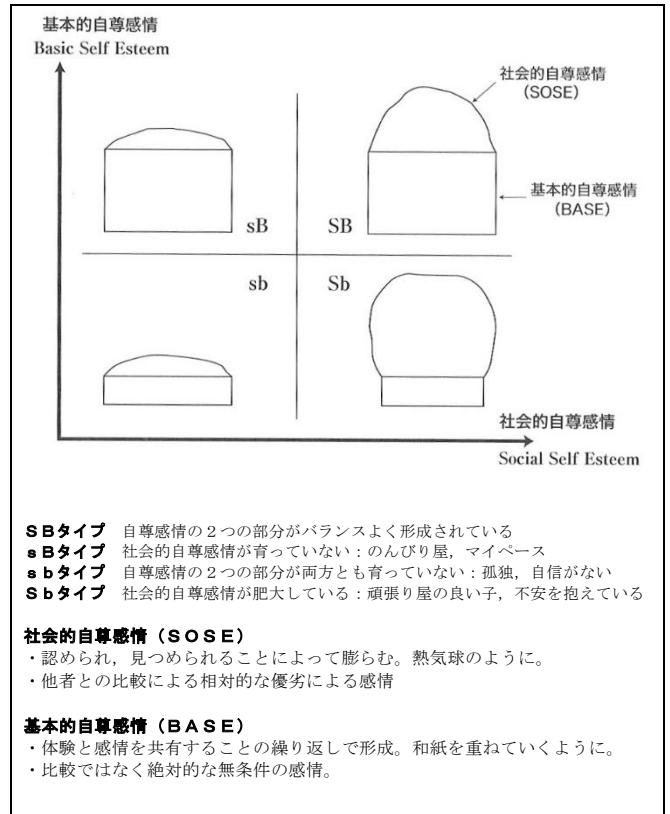 基本的自尊感情
Basic Self Esteem
社会的自尊感情
(SOSE)
基本的自尊感情
(BASE)
sB
SB
sb
Sb
社会的自尊感情
Social Self Esteem
ＳＢタイプ　自尊感情の２つの部分がバランスよく形成されている
ｓＢタイプ　社会的自尊感情が育っていない：のんびり屋，マイペース
ｓｂタイプ　自尊感情の２つの部分が両方とも育っていない：孤独，自信がない
Ｓｂタイプ　社会的自尊感情が肥大している：頑張り屋の良い子，不安を抱えている
社会的自尊感情（ＳＯＳＥ）
・認められ，見つめられることによって膨らむ。熱気球のように。
・他者との比較による相対的な優劣による感情
基本的自尊感情（ＢＡＳＥ）
・体験と感情を共有することの繰り返しで形成。和紙を重ねていくように。
・比較ではなく絶対的な無条件の感情。